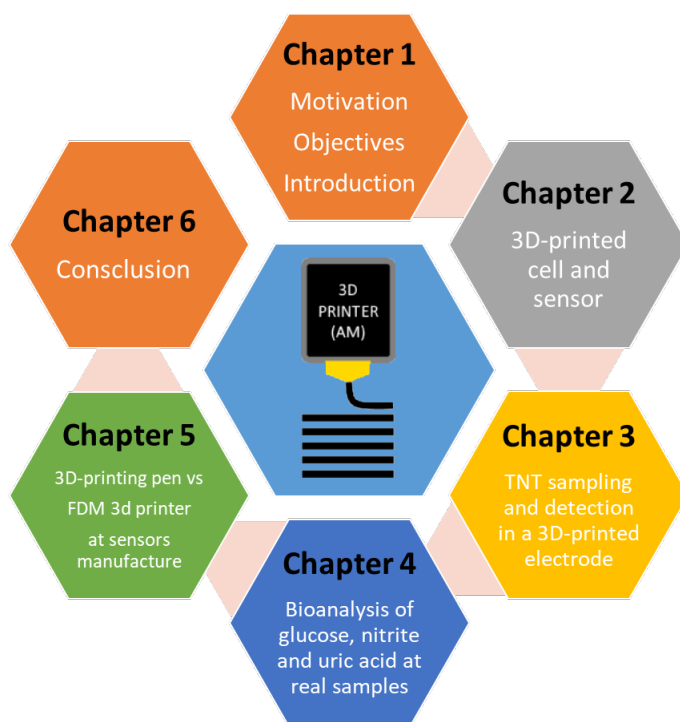 Chapter 1
Motivation
Objectives
Introduction
Chapter 2
3D-printed
cell and
sensor
Chapter 3
TNT sampling
and detection
in a 3D-printed
electrode
Chapter 4
Bioanalysis of
glucose, nitrite
and uric acid at
real samples
Chapter 5
3D-printing pen vs
FDM 3d printer
at sensors
manufacture
Chapter 6
Consclusion
3D
PRINTER
(AM)